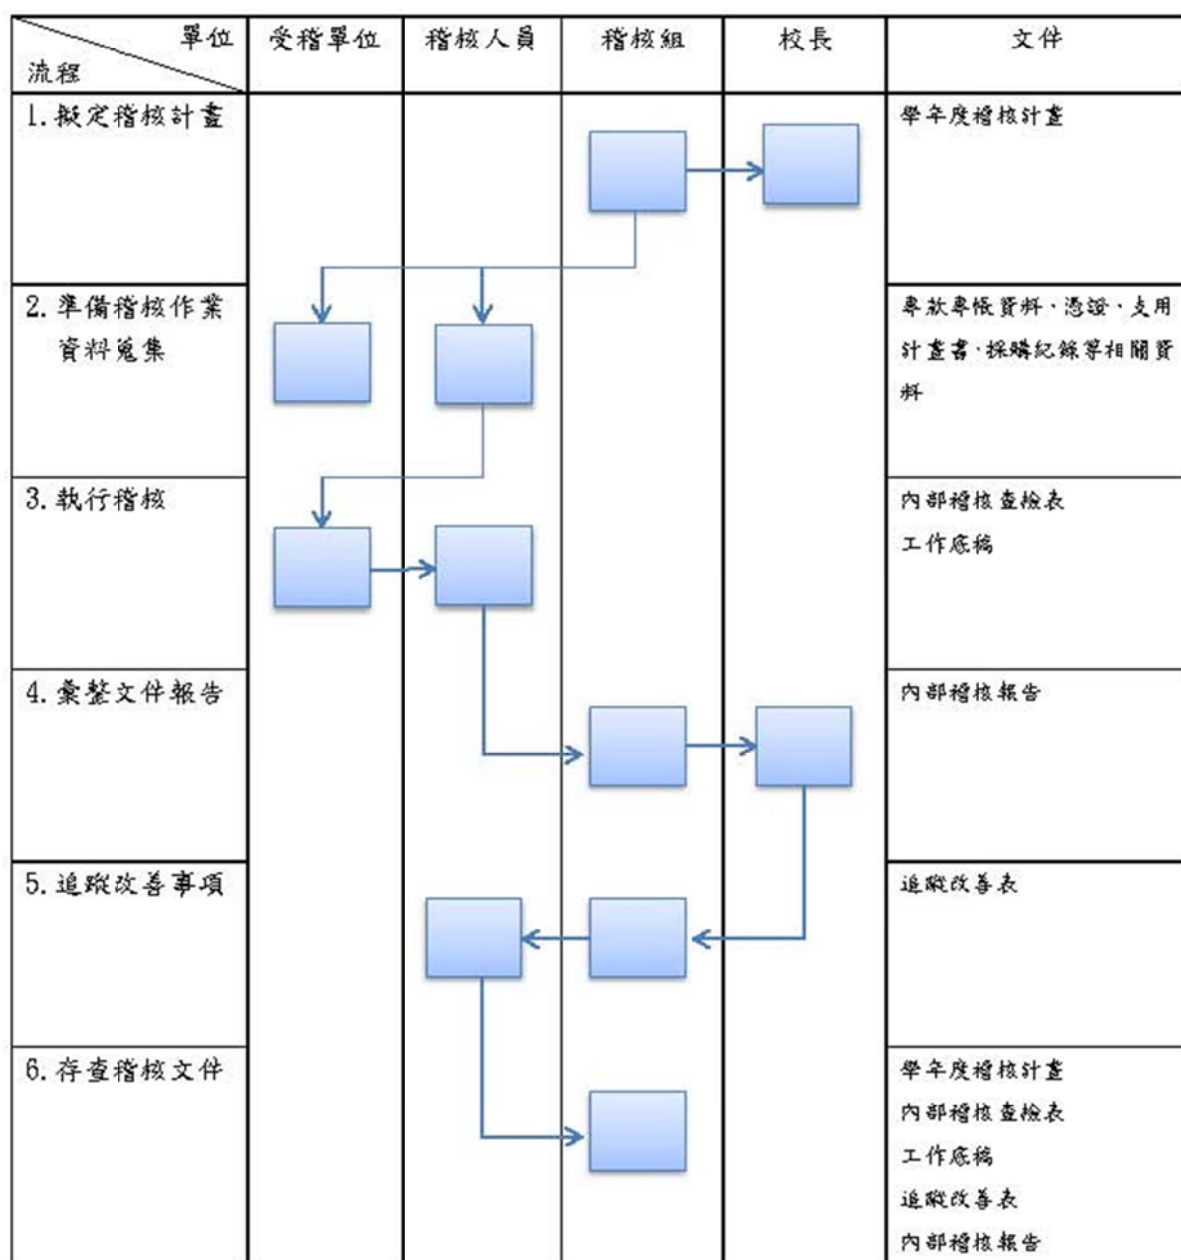 單位 受稽單位 稽核人員 稽核組 校長 文件
流程
1.擬定稽核計畫 學年度稽核計畫
2.準備稽核作業 專款專帳資料、憑證、支用
資料蒐集 計畫書、採購紀錄等相關資
料
3.執行稽核 內部稽核查檢表
工作底稿
4.彙整文件報告 內部稽核報告
5.追蹤改善事項 追蹤改善表
6.存查稽核文件 學年度稽核計畫
內部稽核查檢表
工作底稿
追蹤改善表
內部稽核報告